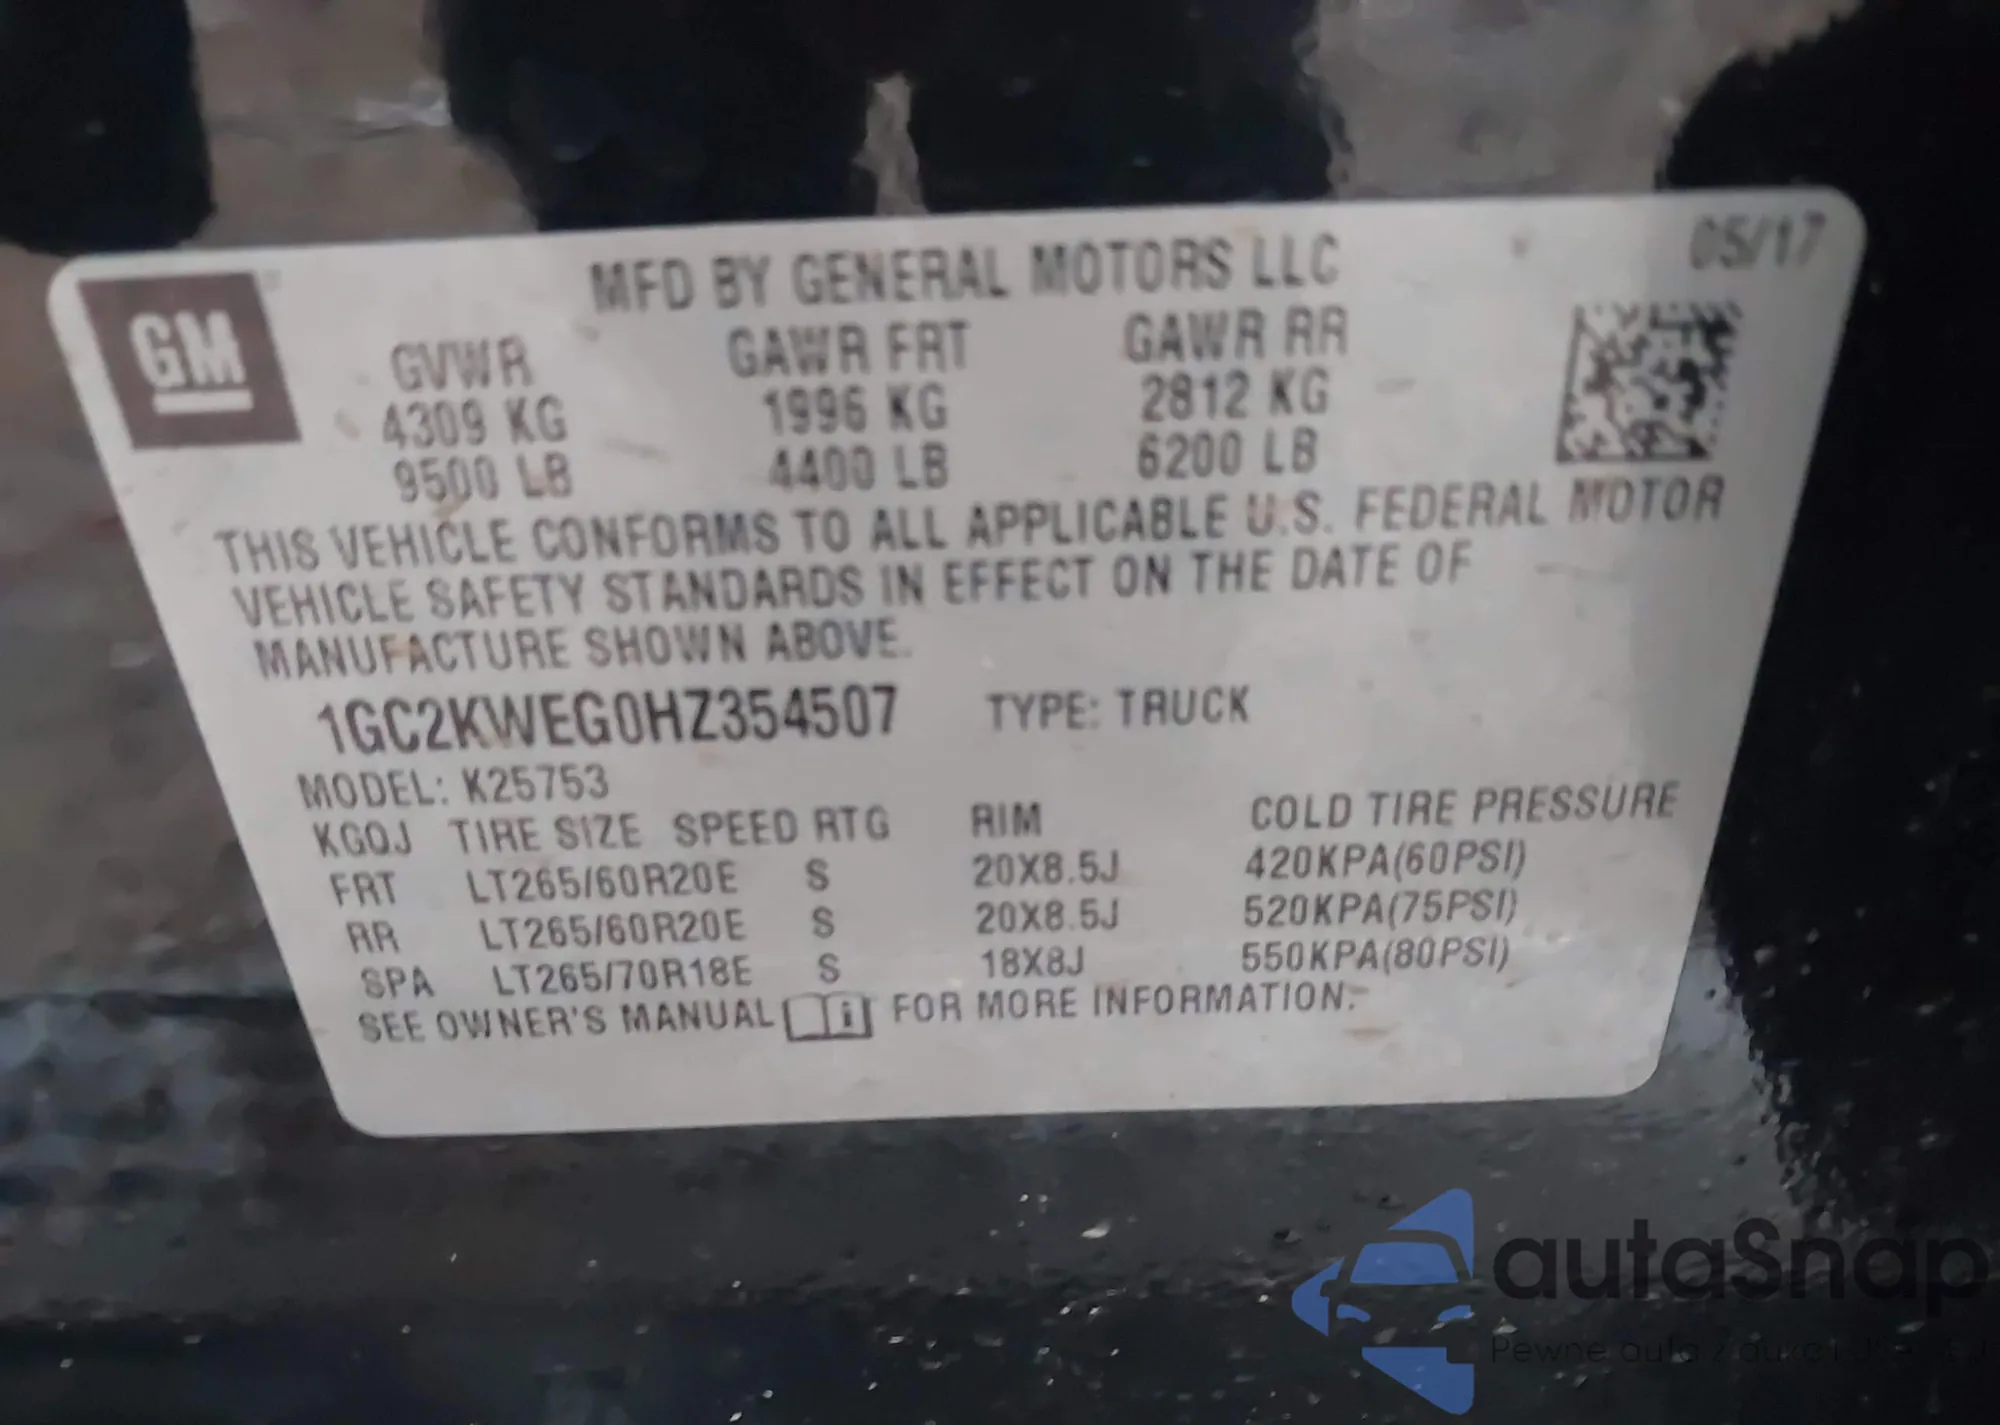 MFD BY GENERAL MOTORS LLC 05/17
GM
GVWR GAWR FRT GAWR RR
4309 KG 1996 KG 2812 KG
9500 LB 4400 LB 6200 LB
THIS VEHICLE CONFORMS TO ALL APPLICABLE U.S. FEDERAL MOTOR
VEHICLE SAFETY STANDARDS IN EFFECT ON THE DATE OF
MANUFACTURE SHOWN ABOVE.
1GC2KWEG0HZ354507 TYPE: TRUCK
MODEL: K25753
KGQJ TIRE SIZE SPEED RTG RIM COLD TIRE PRESSURE
FRT LT265/60R20E S 20X8.5J 420KPA(60PSI)
RR LT265/60R20E S 20X8.5J 520KPA(75PSI)
SPA LT265/70R18E S 18X8J 550KPA(80PSI)
SEE OWNER'S MANUAL i FOR MORE INFORMATION.
autaSnap
Pewne auta z